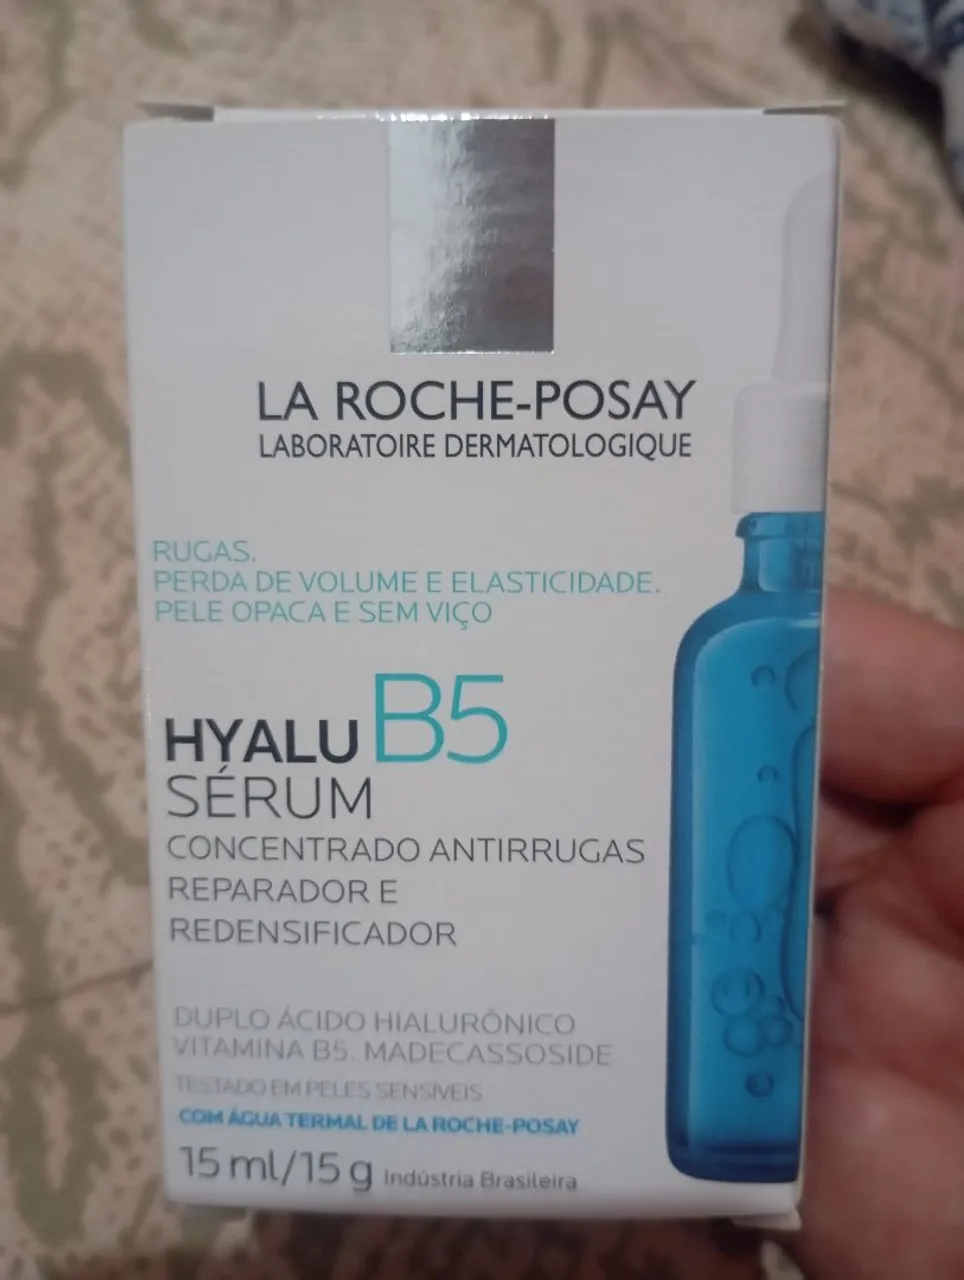 LA ROCHE-POSAY
LABORATOIRE DERMATOLOGIQUE
RUGAS.
PERDA DE VOLUME E ELASTICIDADE.
PELE OPACA E SEM VIÇO
HYALU B5
SÉRUM
CONCENTRADO ANTIRRUGAS
REPARADOR E
REDENSIFICADOR
DUPLO ÁCIDO HIALURÔNICO
VITAMINA B5. MADECASSOSIDE
TESTADO EM PELES SENSÍVEIS
COM ÁGUA TERMAL DE LA ROCHE-POSAY
15 ml/15 g Indústria Brasileira